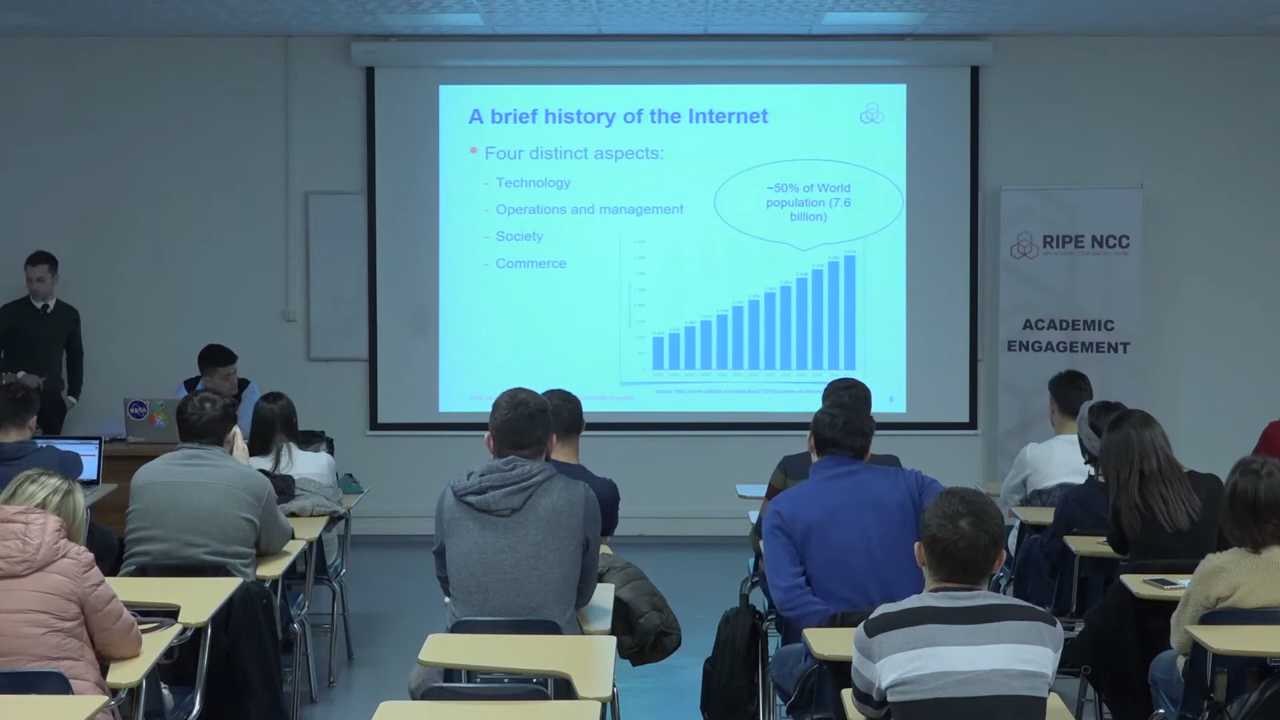 A brief history of the Internet
• Four distinct aspects:
- Technology
- Operations and management
- Society
- Commerce
~50% of World
population (7.6
billion)
RIPE NCC
ACADEMIC
ENGAGEMENT
NASA